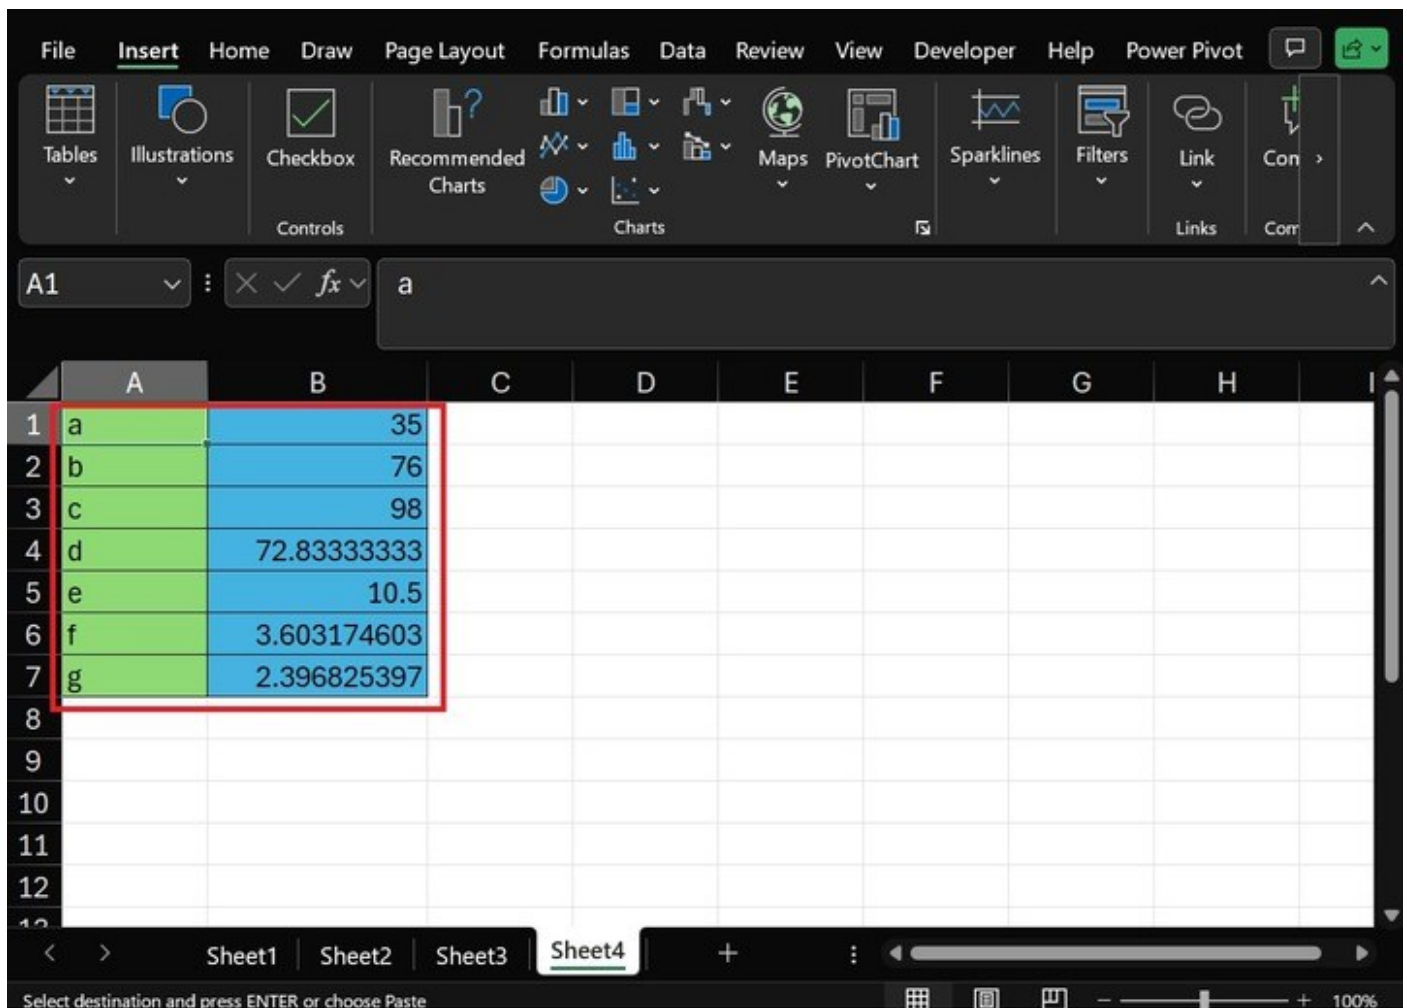 File Insert Home Draw Page Layout Formulas Data Review View Developer Help Power Pivot
Tables Illustrations Checkbox Recommended Charts Maps PivotChart Sparklines Filters Link Con
Controls Charts Links Com
A1 fx a
A B C D E F G H I
1 a 35
2 b 76
3 c 98
4 d 72.83333333
5 e 10.5
6 f 3.603174603
7 g 2.396825397
8
9
10
11
12
Sheet1 Sheet2 Sheet3 Sheet4
Select destination and press ENTER or choose Paste 100%